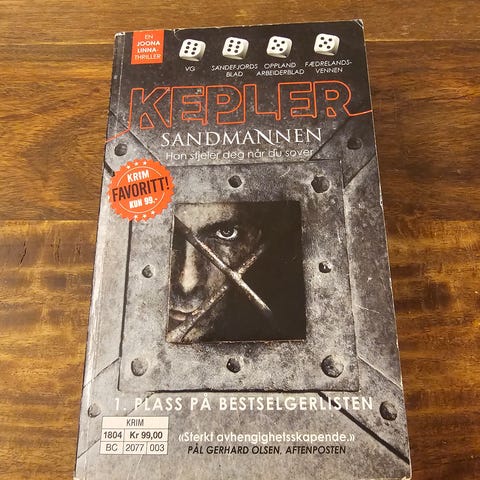 EN
JOONA
LINNA-
THRILLER
VG
SANDEFJORDS
BLAD
OPPLAND
ARBEIDERBLAD
FÆDRELANDS-
VENNEN
KEPLER
SANDMANNEN
Han stjeler deg når du sover
KRIM
FAVORITT!
KUN 99.-
1. PLASS PÅ BESTSELGERLISTEN
KRIM
1804 Kr 99,00
BC 2077 003
«Sterkt avhengighetsskapende.»
PÅL GERHARD OLSEN, AFTENPOSTEN